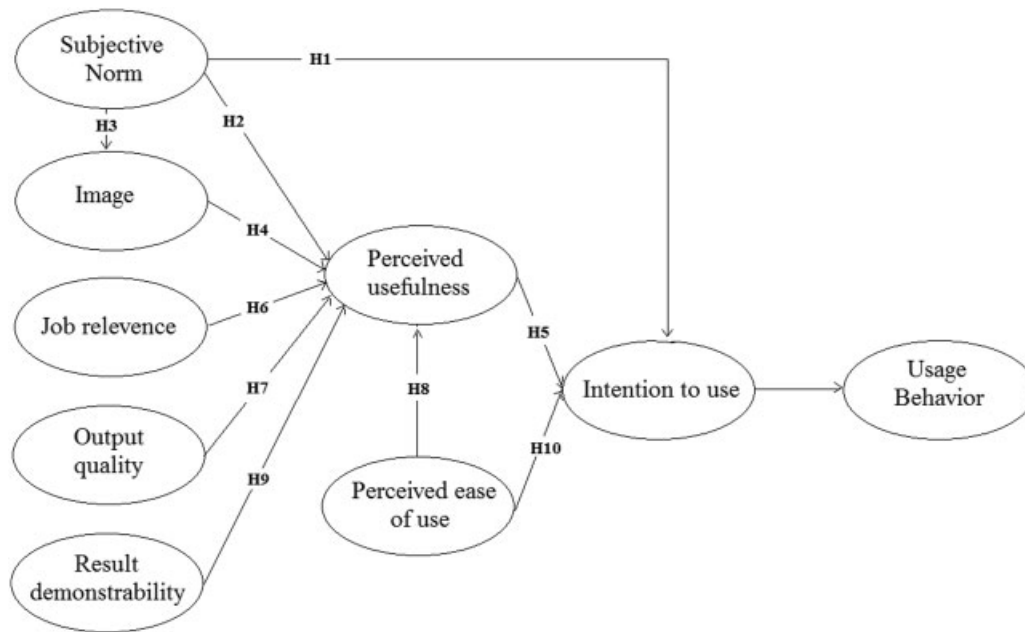 Subjective
Norm
H1
H3
H2
Image
H4
Perceived
usefulness
Job relevence
H6
H5
H7
H8
Intention to use
Usage
Behavior
Output
quality
H9
H10
Perceived ease
of use
Result
demonstrability